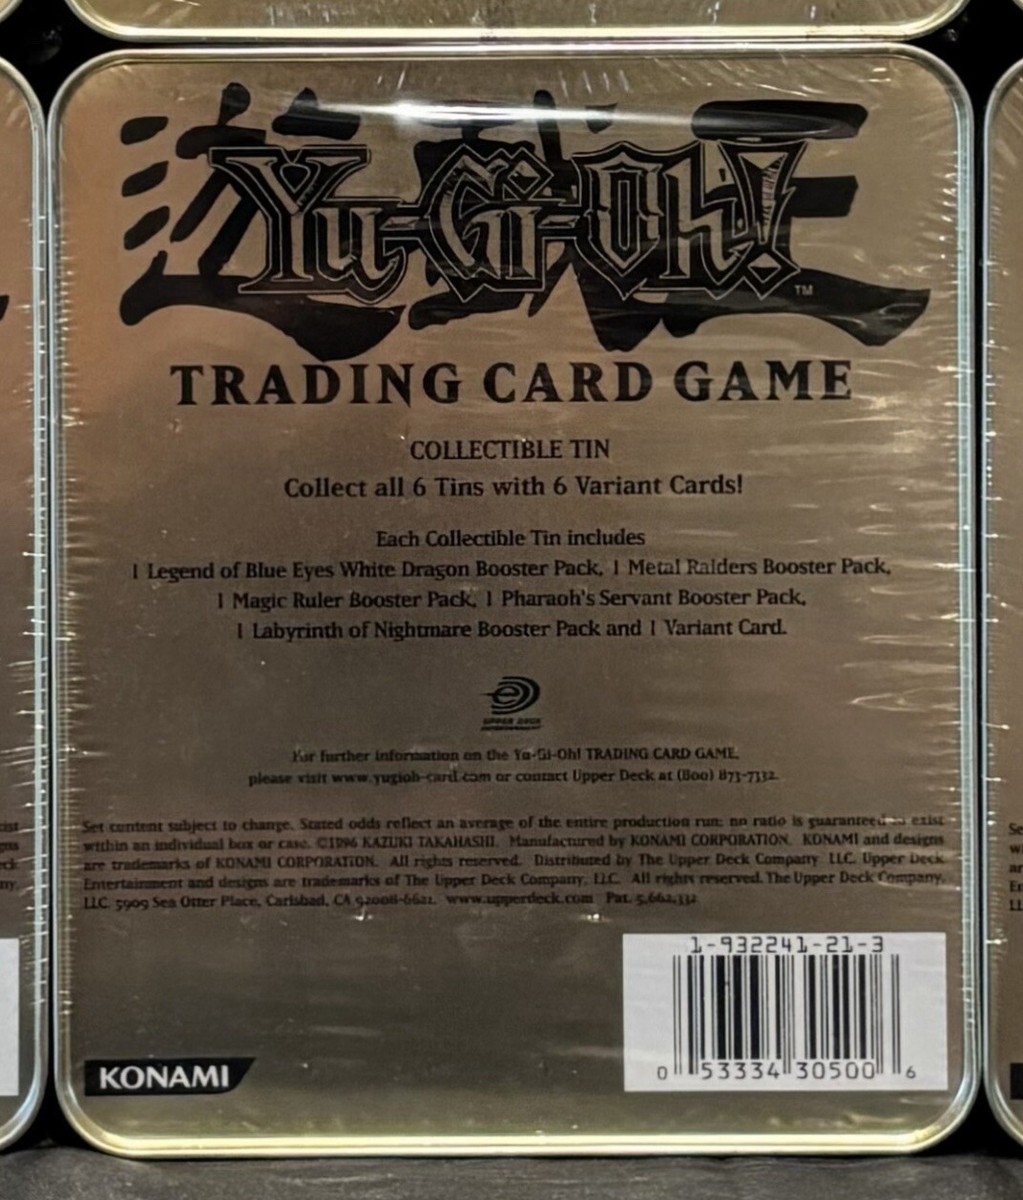 遊戯王
Yu-Gi-Oh!
TM
TRADING CARD GAME
COLLECTIBLE TIN
Collect all 6 Tins with 6 Variant Cards!
Each Collectible Tin includes
1 Legend of Blue Eyes White Dragon Booster Pack, 1 Metal Raiders Booster Pack,
1 Magic Ruler Booster Pack, 1 Pharaoh's Servant Booster Pack,
1 Labyrinth of Nightmare Booster Pack and 1 Variant Card.
UPPER DECK
ENTERTAINMENT
For further information on the Yu-Gi-Oh! TRADING CARD GAME,
please visit www.yugioh-card.com or contact Upper Deck at (800) 873-7332.
Set content subject to change. Stated odds reflect an average of the entire production run; no ratio is guaranteed to exist
within an individual box or case. ©1996 KAZUKI TAKAHASHI. Manufactured by KONAMI CORPORATION. KONAMI and designs
are trademarks of KONAMI CORPORATION. All rights reserved. Distributed by The Upper Deck Company, LLC. Upper Deck
Entertainment and designs are trademarks of The Upper Deck Company, LLC. All rights reserved. The Upper Deck Company,
LLC. 5909 Sea Otter Place, Carlsbad, CA 92008-6621. www.upperdeck.com Pat. 5,662,332
1-932241-21-3
0 53334 30500 6
KONAMI